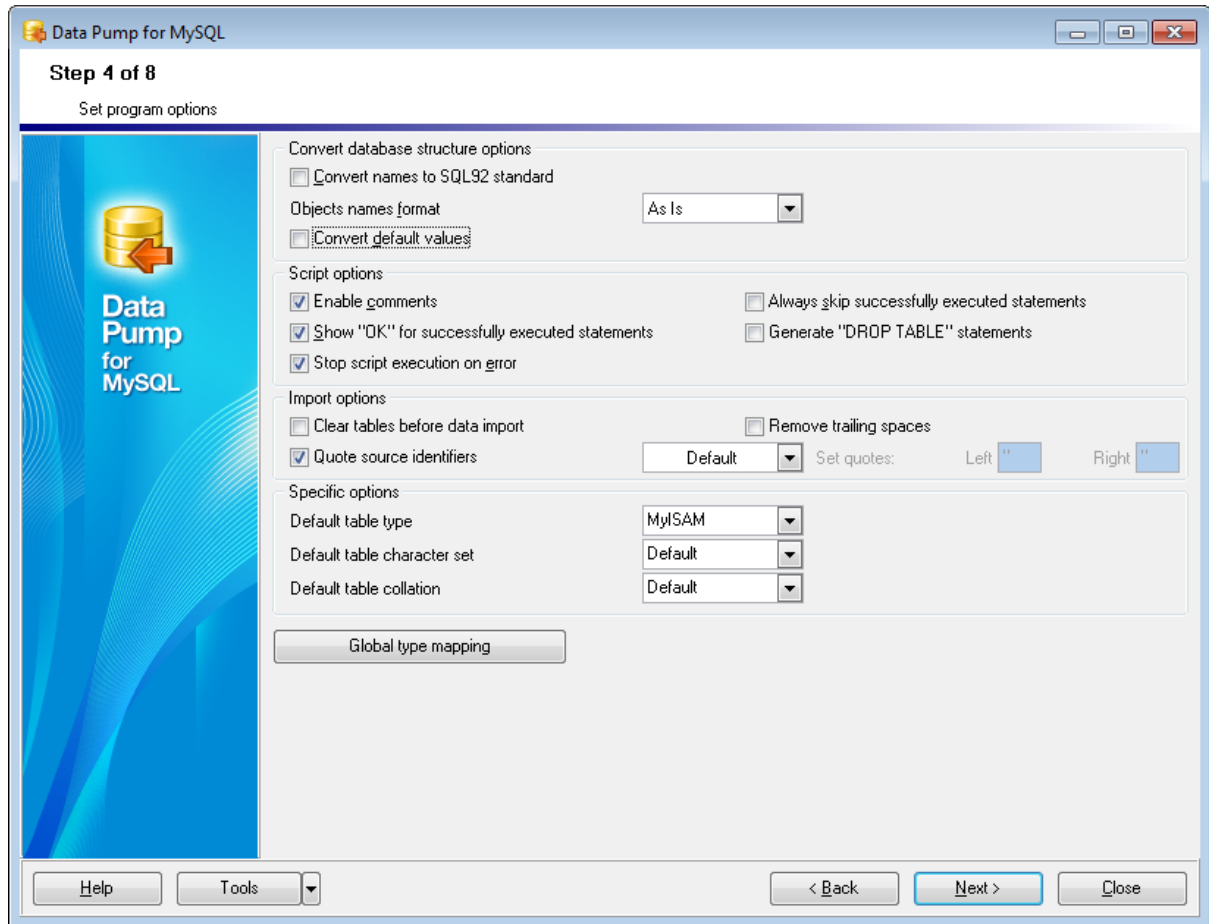 Data Pump for MySQL
Step 4 of 8
Set program options
Data
Pump
for
MySQL
Convert database structure options
Convert names to SQL92 standard
Objects names format As Is
Convert default values
Script options
Enable comments Always skip successfully executed statements
Show "OK" for successfully executed statements Generate "DROP TABLE" statements
Stop script execution on error
Import options
Clear tables before data import Remove trailing spaces
Quote source identifiers Default Set quotes: Left " Right "
Specific options
Default table type MyISAM
Default table character set Default
Default table collation Default
Global type mapping
Help Tools < Back Next > Close